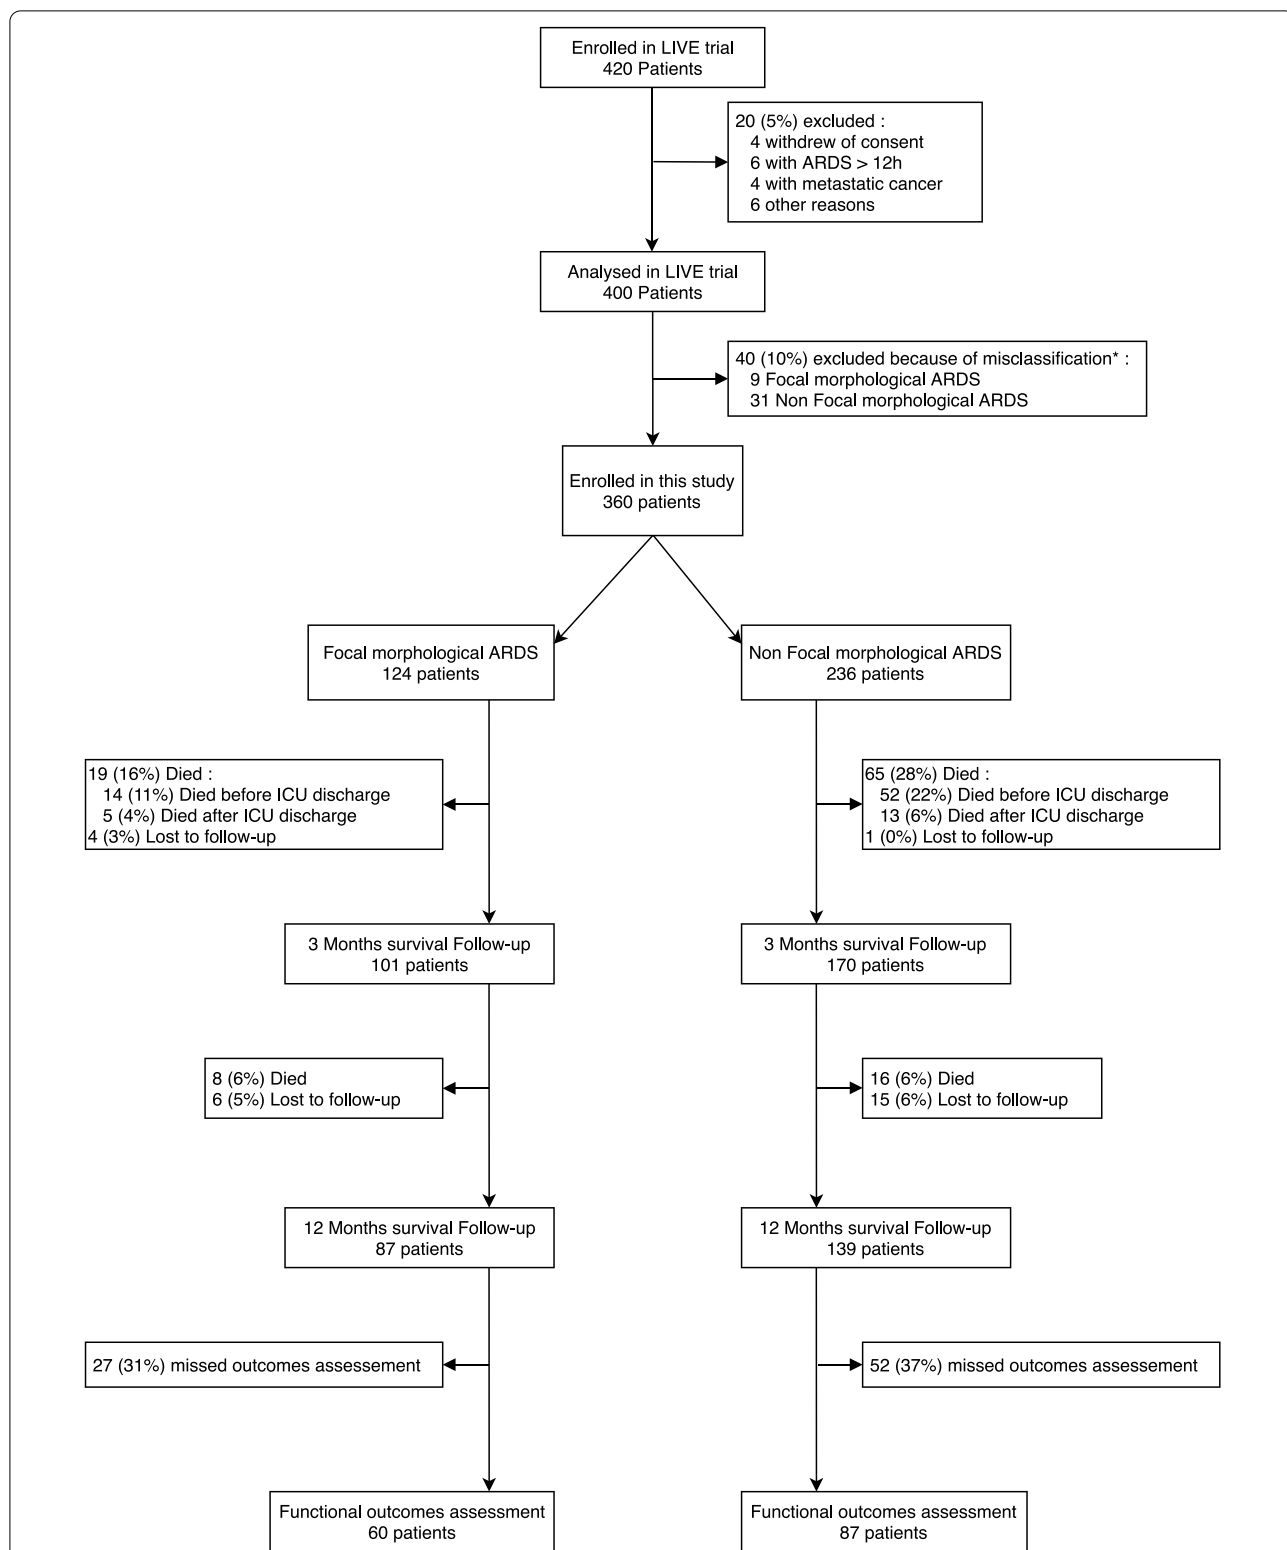 Enrolled in LIVE trial
420 Patients
20 (5%) excluded :
4 withdrew of consent
6 with ARDS > 12h
4 with metastatic cancer
6 other reasons
Analysed in LIVE trial
400 Patients
40 (10%) excluded because of misclassification* :
9 Focal morphological ARDS
31 Non Focal morphological ARDS
Enrolled in this study
360 patients
Focal morphological ARDS
124 patients
Non Focal morphological ARDS
236 patients
19 (16%) Died :
14 (11%) Died before ICU discharge
5 (4%) Died after ICU discharge
4 (3%) Lost to follow-up
65 (28%) Died :
52 (22%) Died before ICU discharge
13 (6%) Died after ICU discharge
1 (0%) Lost to follow-up
3 Months survival Follow-up
101 patients
3 Months survival Follow-up
170 patients
8 (6%) Died
6 (5%) Lost to follow-up
16 (6%) Died
15 (6%) Lost to follow-up
12 Months survival Follow-up
87 patients
12 Months survival Follow-up
139 patients
27 (31%) missed outcomes assessement
52 (37%) missed outcomes assessement
Functional outcomes assessment
60 patients
Functional outcomes assessment
87 patients